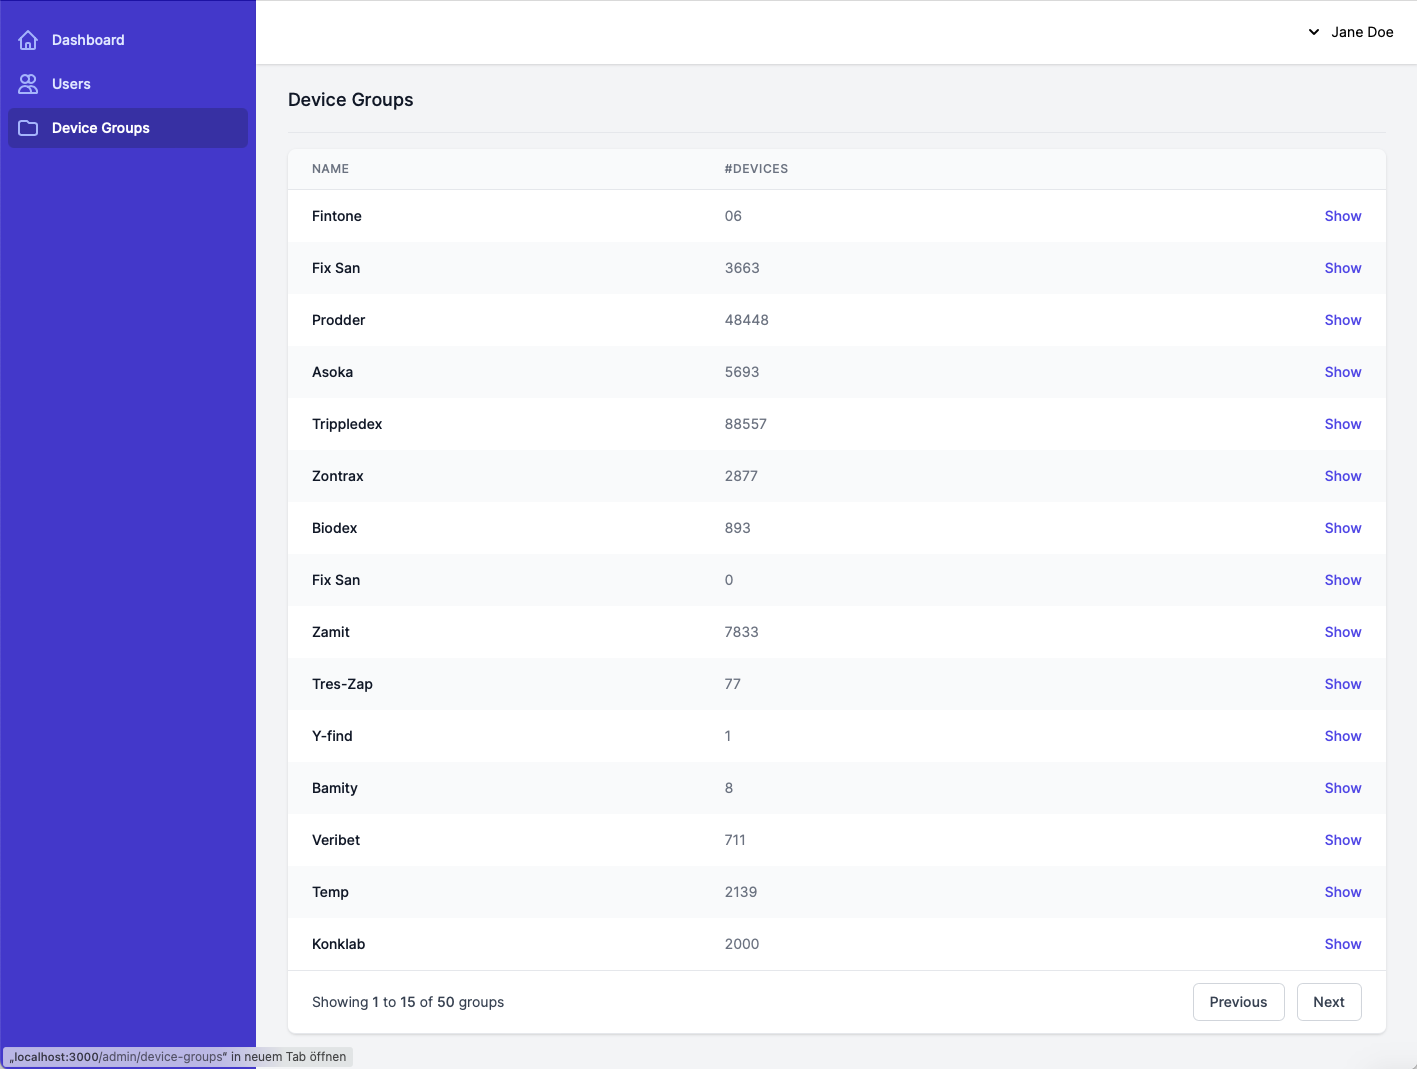 Dashboard
Users
Device Groups
Jane Doe
Device Groups
NAME #DEVICES
Fintone 06 Show
Fix San 3663 Show
Prodder 48448 Show
Asoka 5693 Show
Trippledex 88557 Show
Zontrax 2877 Show
Biodex 893 Show
Fix San 0 Show
Zamit 7833 Show
Tres-Zap 77 Show
Y-find 1 Show
Bamity 8 Show
Veribet 711 Show
Temp 2139 Show
Konklab 2000 Show
Showing 1 to 15 of 50 groups Previous Next
„localhost:3000/admin/device-groups“ in neuem Tab öffnen